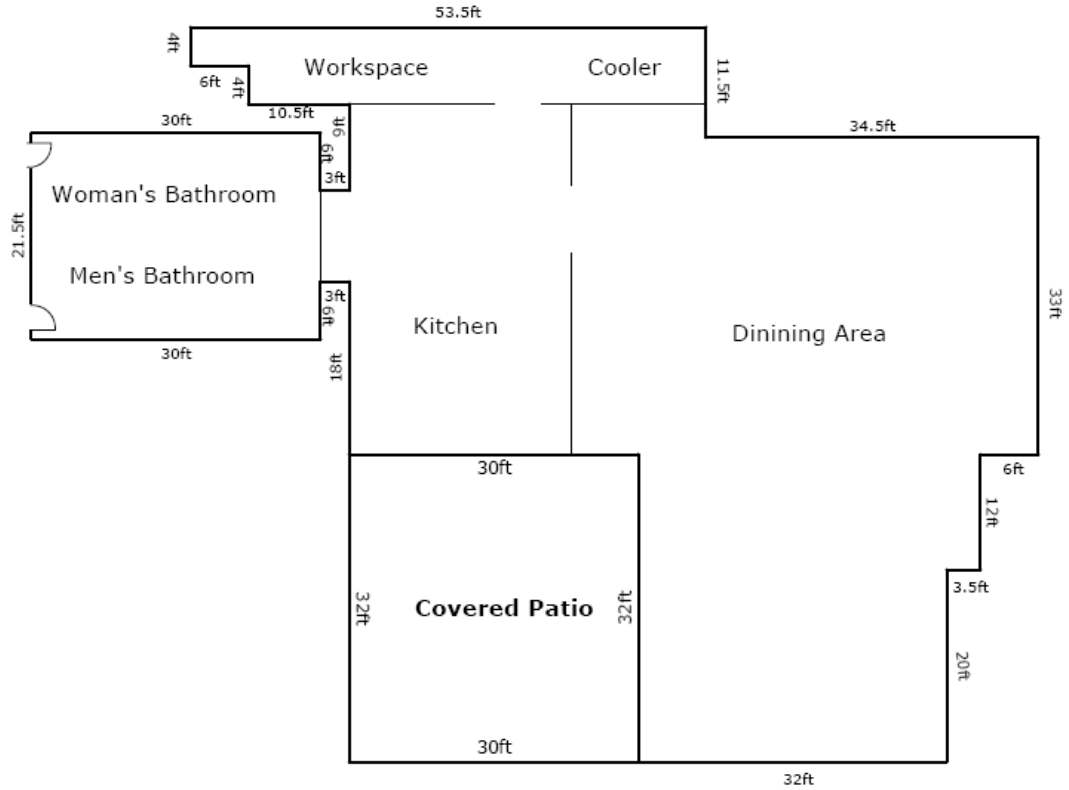 53.5ft
4ft
Workspace
Cooler
6ft
4ft
11.5ft
10.5ft
30ft
9ft
34.5ft
6ft
3ft
Woman's Bathroom
21.5ft
Men's Bathroom
3ft
33ft
6ft
Kitchen
Dinining Area
30ft
18ft
30ft
6ft
12ft
3.5ft
32ft
Covered Patio
32ft
20ft
30ft
32ft